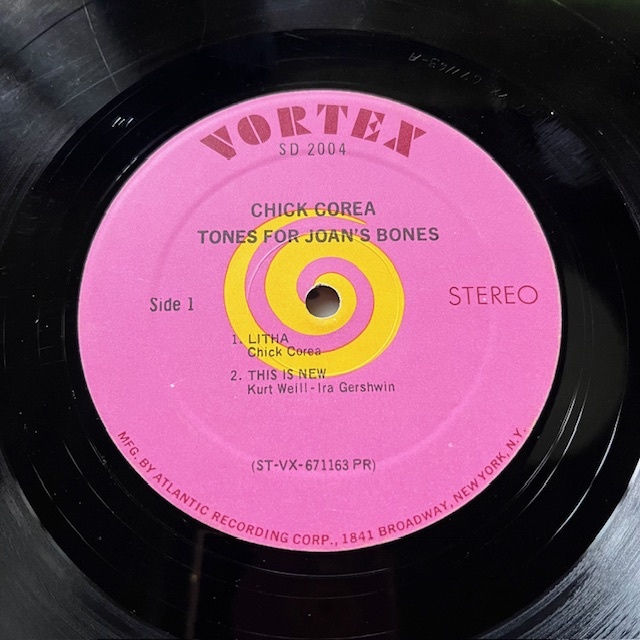 VORTEX
SD 2004
CHICK COREA
TONES FOR JOAN'S BONES
Side 1
STEREO
1. LITHA
Chick Corea
2. THIS IS NEW
Kurt Weill-Ira Gershwin
(ST-VX-671163 PR)
MFG. BY ATLANTIC RECORDING CORP., 1841 BROADWAY, NEW YORK, N.Y.